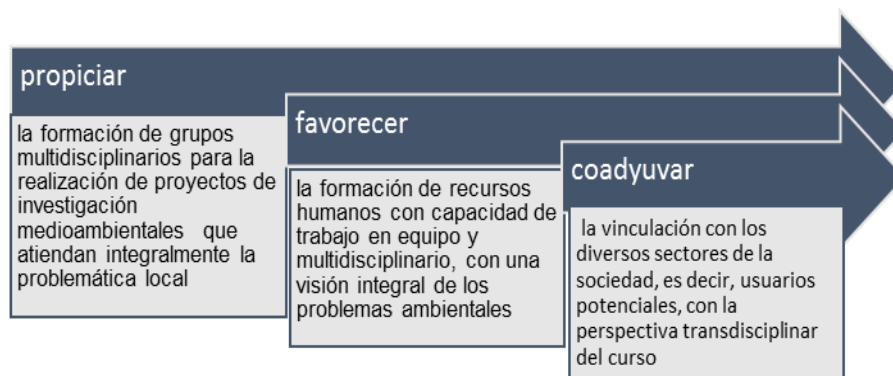 propiciar
la formación de grupos
multidisciplinarios para la
realización de proyectos de
investigación
medioambientales que
atiendan integralmente la
problemática local
favorecer
la formación de recursos
humanos con capacidad de
trabajo en equipo y
multidisciplinario, con una
visión integral de los
problemas ambientales
coadyuvar
la vinculación con los
diversos sectores de la
sociedad, es decir, usuarios
potenciales, con la
perspectiva transdisciplinar
del curso